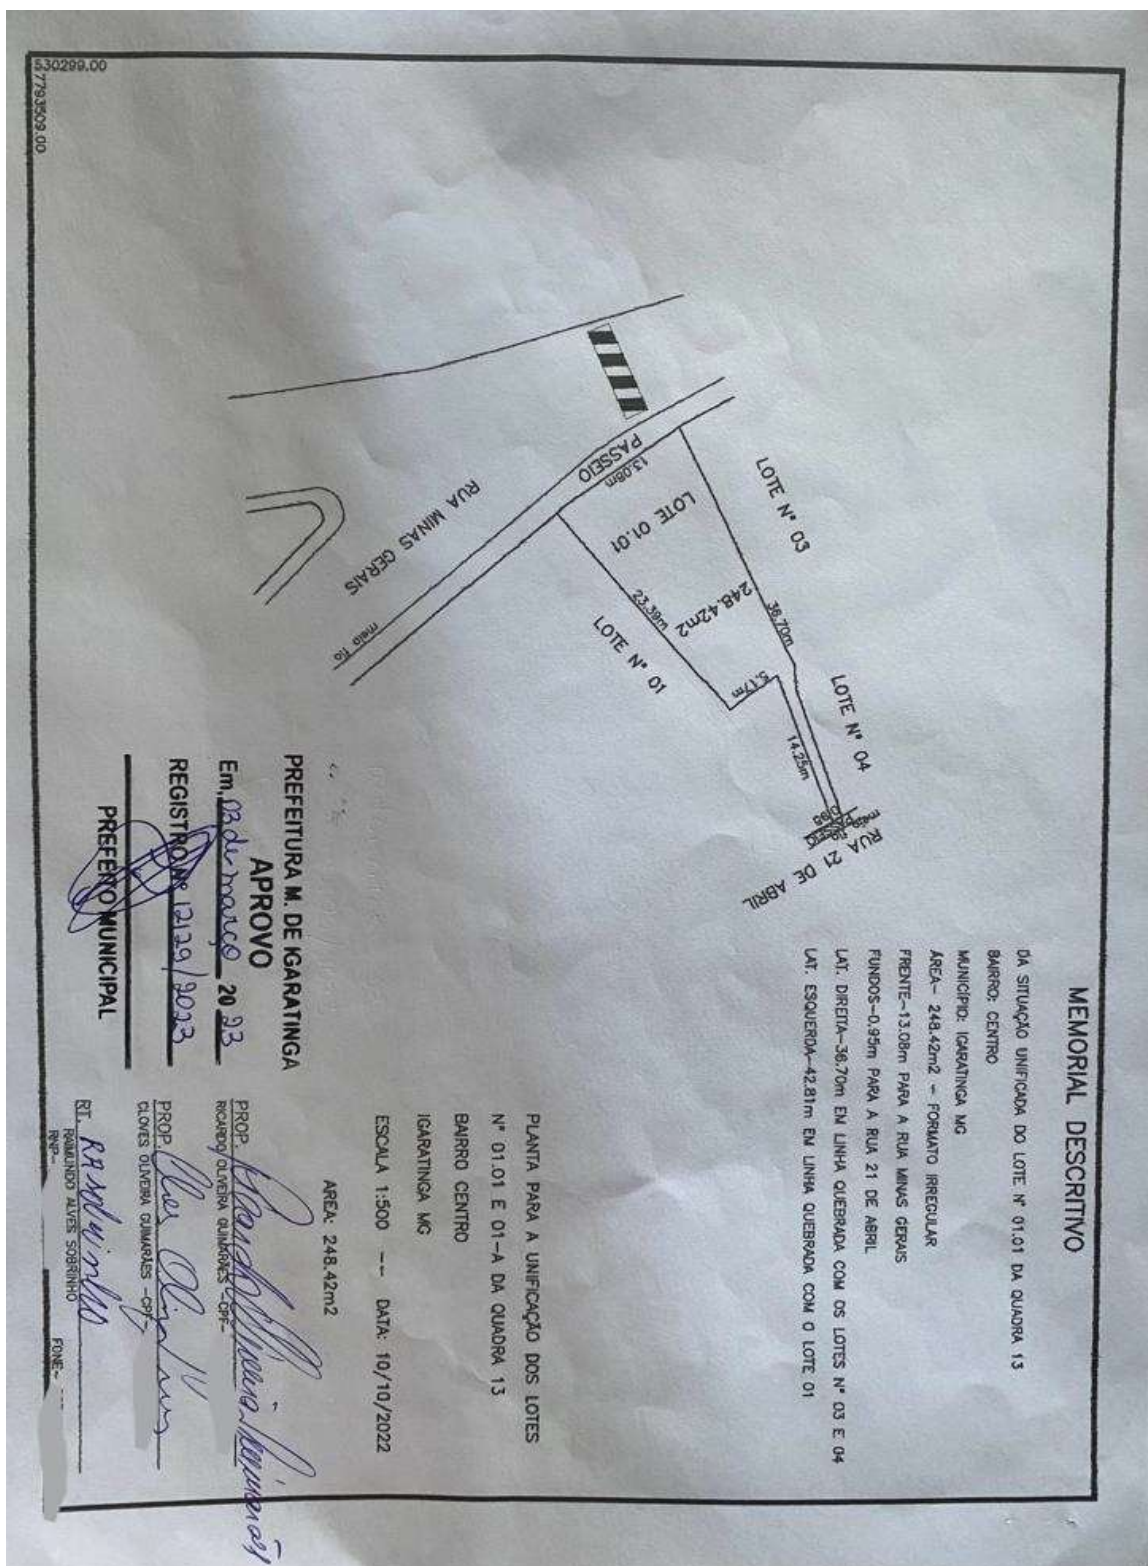 MEMORIAL DESCRITIVO
DA SITUAÇÃO UNIFICADA DO LOTE N° 01.01 DA QUADRA 13
BAIRRO: CENTRO
MUNICÍPIO: IGARATINGA MG
ÁREA- 248.42m2 - FORMATO IRREGULAR
FRENTE-13.08m PARA A RUA MINAS GERAIS
FUNDOS-0.95m PARA A RUA 21 DE ABRIL
LAT. DIREITA-36.70m EM LINHA QUEBRADA COM OS LOTES N° 03 E 04
LAT. ESQUERDA-42.81m EM LINHA QUEBRADA COM O LOTE 01
530299.00
7793509.00
LOTE N° 03
LOTE N° 04
36.70m
RUA 21 DE ABRIL
14.25m
5.17m
248.42m2
LOTE 01.01
13.08m
PASSEIO
23.39m
LOTE N° 01
RUA MINAS GERAIS
meio fio
PLANTA PARA A UNIFICAÇÃO DOS LOTES
N° 01.01 E 01-A DA QUADRA 13
BAIRRO CENTRO
IGARATINGA MG
ESCALA 1:500 -- DATA: 10/10/2022
AREA: 248.42m2
PREFEITURA M. DE IGARATINGA
APROVO
Em, 03 de março 2023
REGISTRO Nº 12129/2023
PREFEITO MUNICIPAL
PROP.
RICARDO OLIVEIRA GUIMARÃES -CPF-
PROP.
CLOVES OLIVEIRA GUIMARÃES -CPF-
RT.
RAIMUNDO ALVES SOBRINHO
RNP-
FONE-